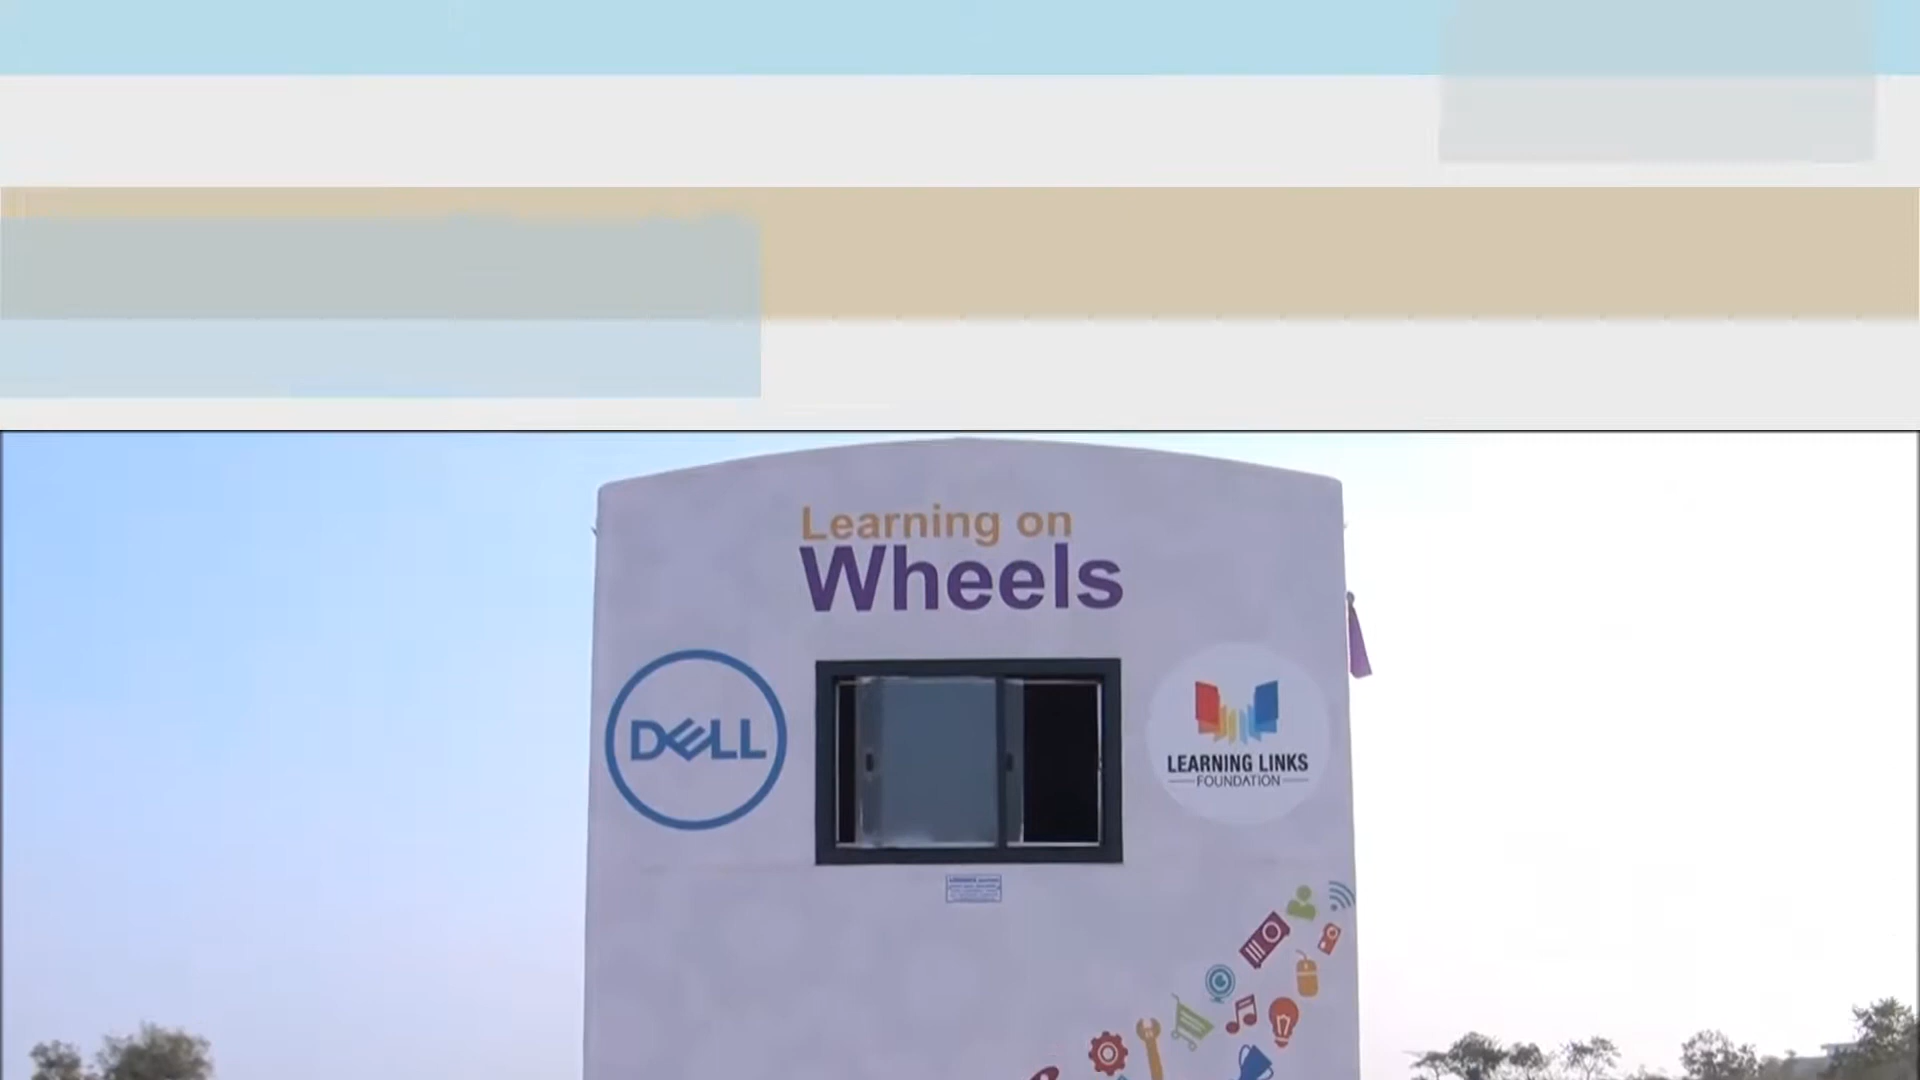 Learning on
Wheels
DELL
LEARNING LINKS
FOUNDATION